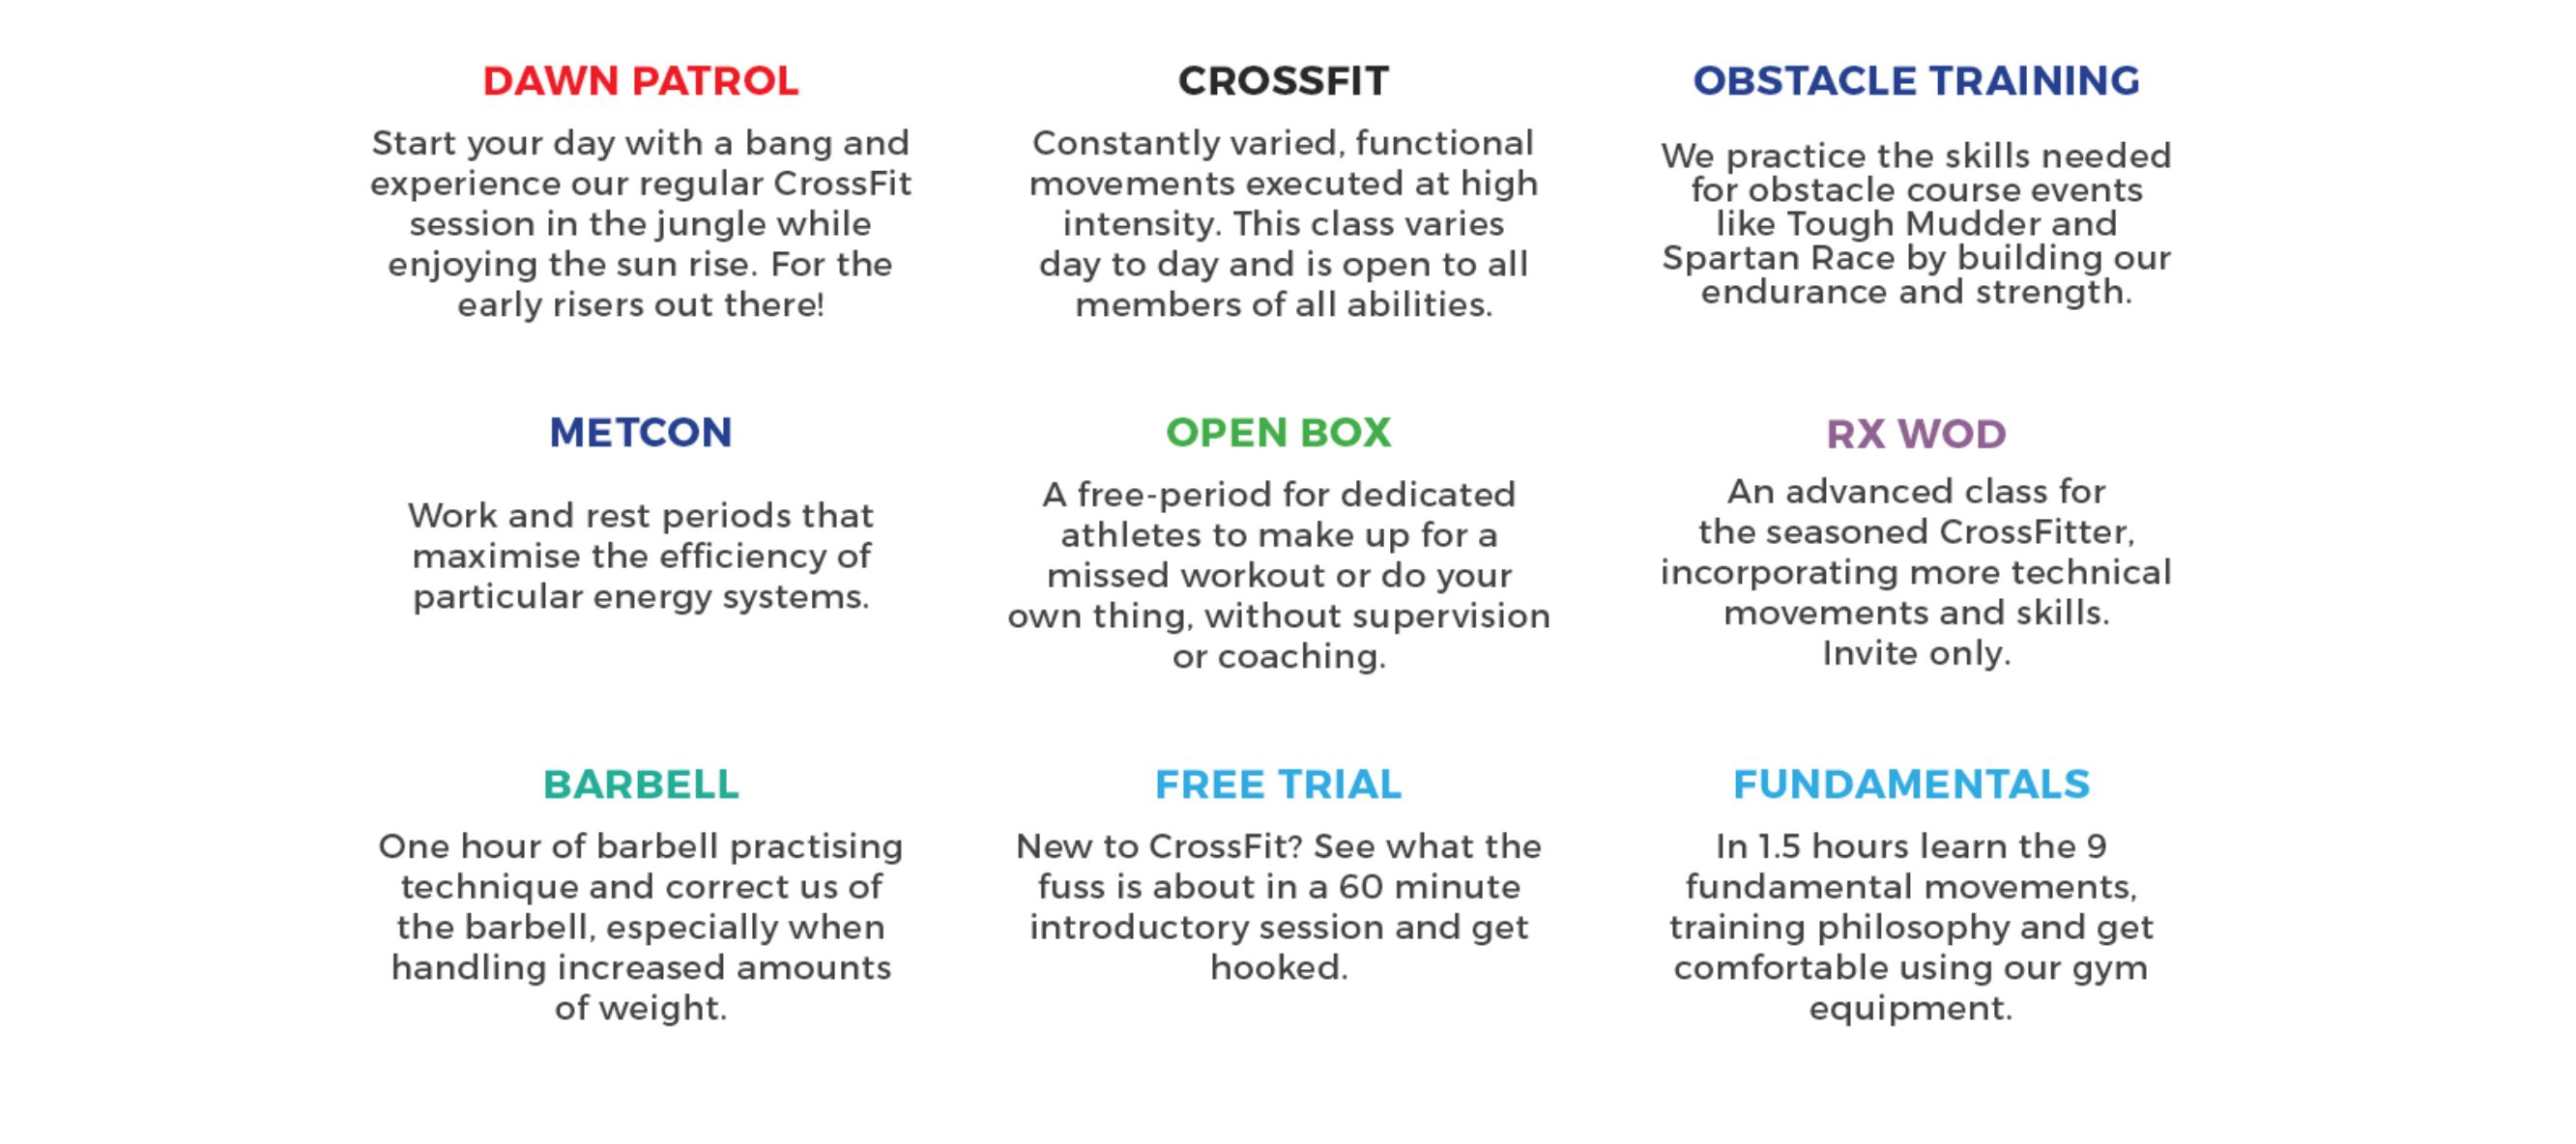 DAWN PATROL
Start your day with a bang and
experience our regular CrossFit
session in the jungle while
enjoying the sun rise. For the
early risers out there!
CROSSFIT
Constantly varied, functional
movements executed at high
intensity. This class varies
day to day and is open to all
members of all abilities.
OBSTACLE TRAINING
We practice the skills needed
for obstacle course events
like Tough Mudder and
Spartan Race by building our
endurance and strength.
METCON
Work and rest periods that
maximise the efficiency of
particular energy systems.
OPEN BOX
A free-period for dedicated
athletes to make up for a
missed workout or do your
own thing, without supervision
or coaching.
RX WOD
An advanced class for
the seasoned CrossFitter,
incorporating more technical
movements and skills.
Invite only.
BARBELL
One hour of barbell practising
technique and correct us of
the barbell, especially when
handling increased amounts
of weight.
FREE TRIAL
New to CrossFit? See what the
fuss is about in a 60 minute
introductory session and get
hooked.
FUNDAMENTALS
In 1.5 hours learn the 9
fundamental movements,
training philosophy and get
comfortable using our gym
equipment.